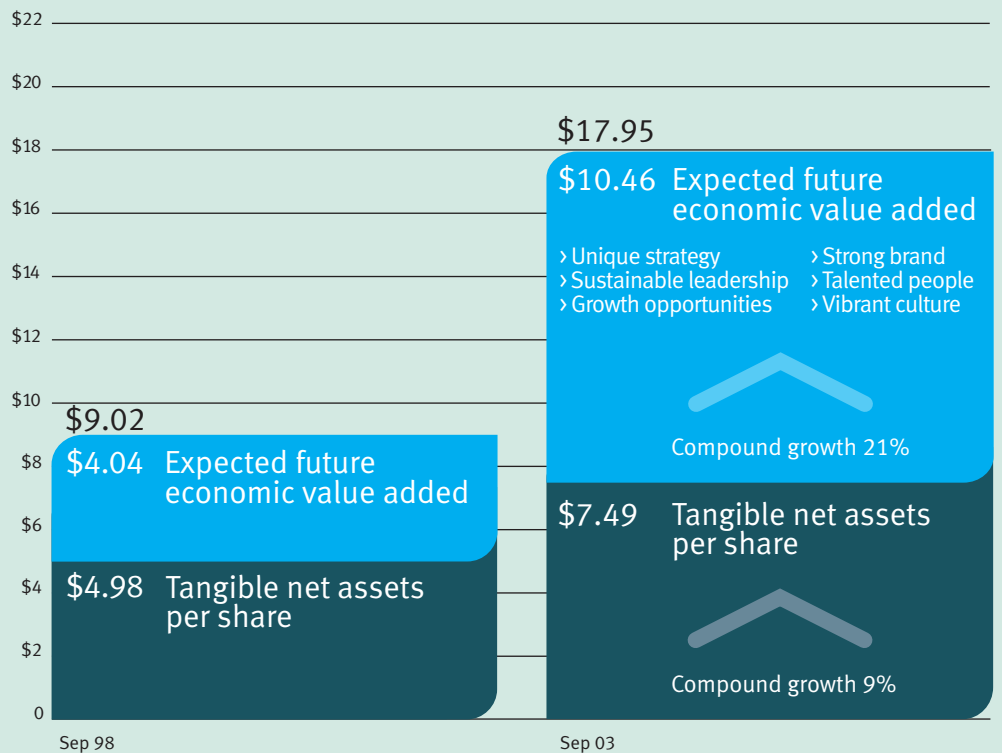 $22
$20
$18
$16
$14
$12
$10
$8
$6
$4
$2
0
$9.02
$4.04 Expected future
economic value added
$4.98 Tangible net assets
per share
Sep 98
$17.95
$10.46 Expected future
economic value added
› Unique strategy
› Sustainable leadership
› Growth opportunities
› Strong brand
› Talented people
› Vibrant culture
Compound growth 21%
$7.49 Tangible net assets
per share
Compound growth 9%
Sep 03